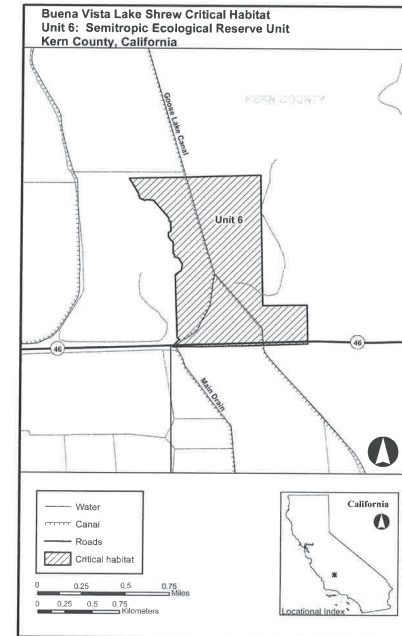 Buena Vista Lake Shrew Critical Habitat
Unit 6: Semitropic Ecological Reserve Unit
Kern County, California
KERN COUNTY
Goose Lake Canal
Unit 6
46
46
Main Drain
Water
Canal
Roads
Critical habitat
0 0.25 0.5 0.75
Miles
0 0.25 0.5 0.75
Kilometers
California
Locational Index